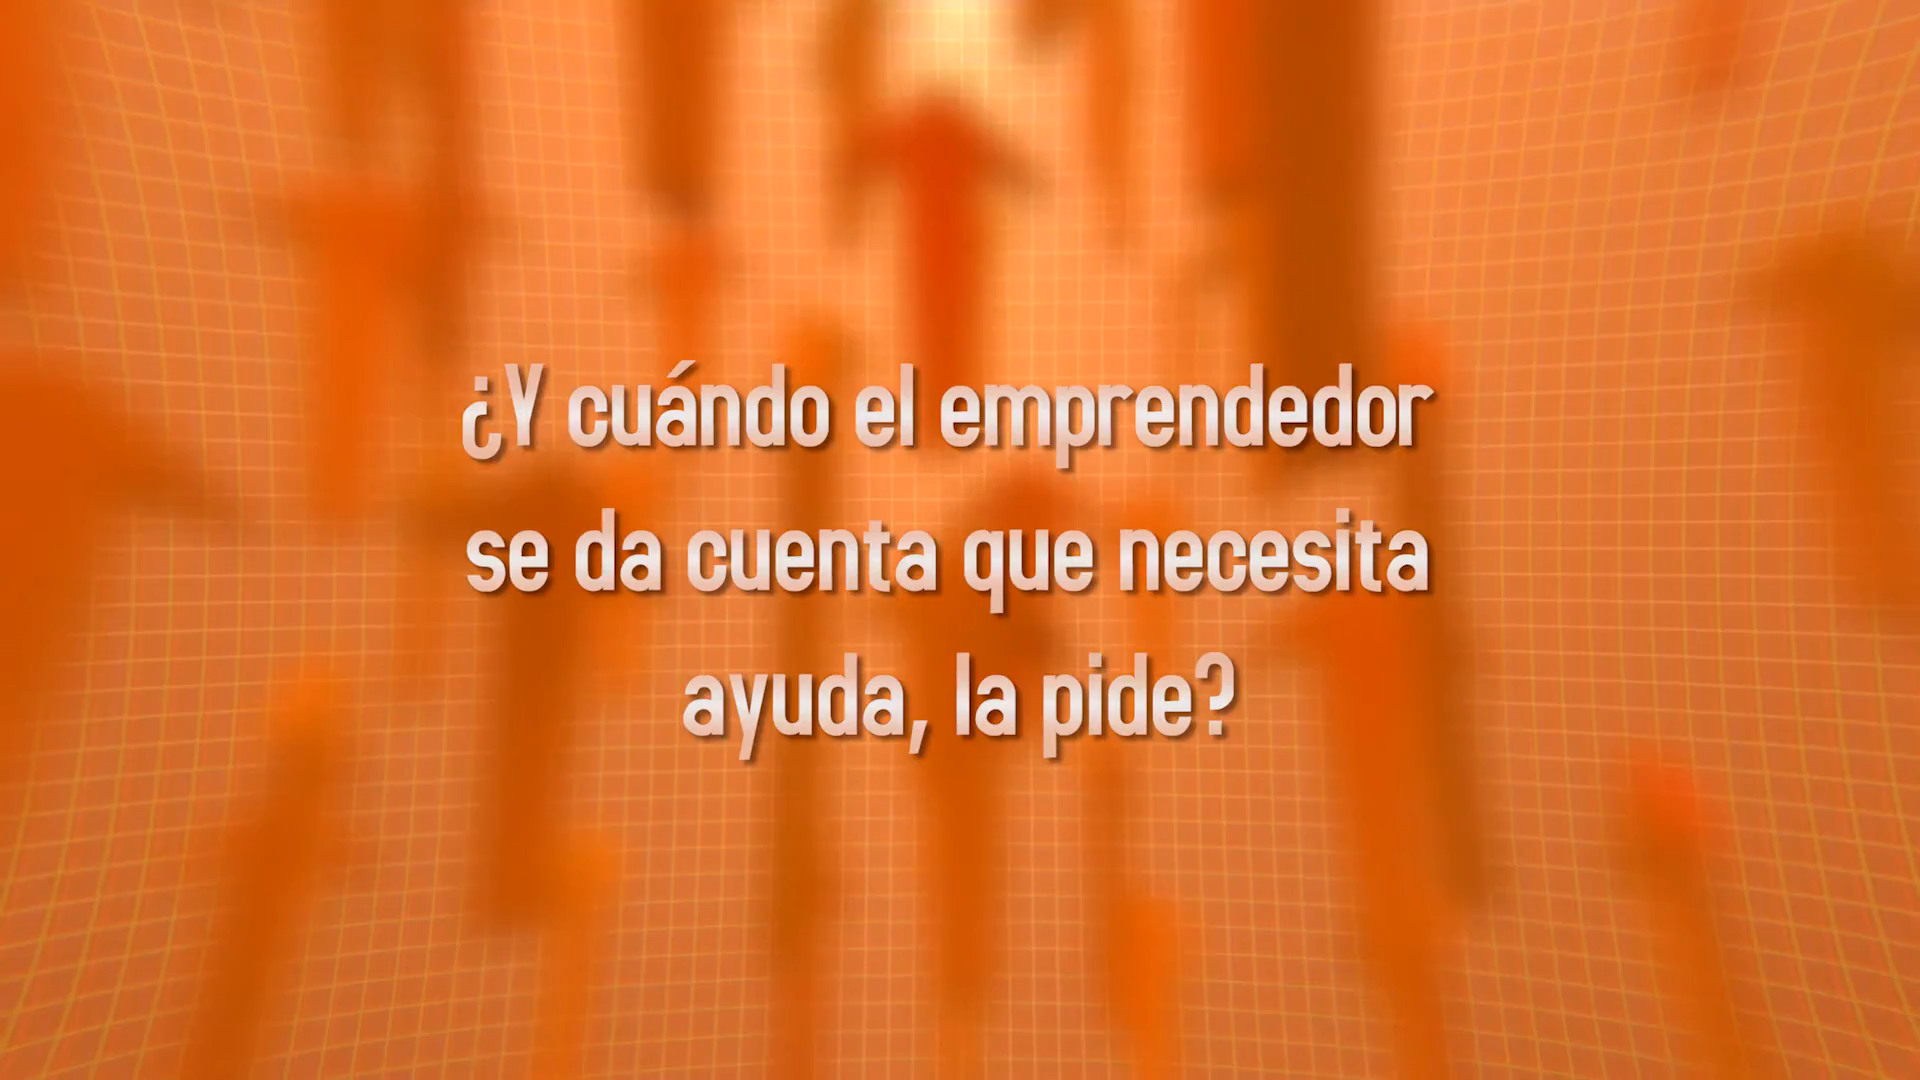 ¿Y cuándo el emprendedor
se da cuenta que necesita
ayuda, la pide?